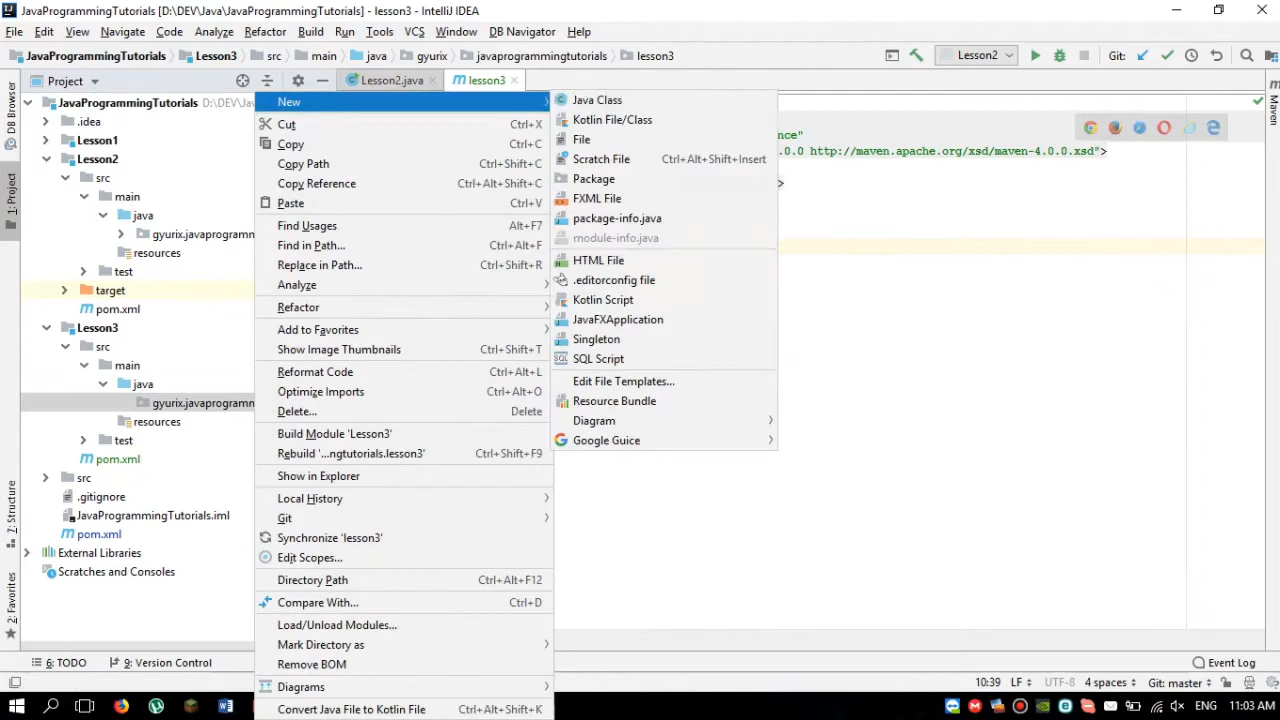 JavaProgrammingTutorials [D:\DEV\Java\JavaProgrammingTutorials] - lesson3 - IntelliJ IDEA
File Edit View Navigate Code Analyze Refactor Build Run Tools VCS Window DB Navigator Help
JavaProgrammingTutorials Lesson3 src main java gyurix javaprogrammingtutorials lesson3 Lesson2 Git:
Project Lesson2.java lesson3
DB Browser
1: Project
Z: Structure
2: Favorites
Maven
JavaProgrammingTutorials D:\DEV\Jav
.idea
Lesson1
Lesson2
src
main
java
gyurix.javaprogramn
resources
test
target
pom.xml
Lesson3
src
main
java
gyurix.javaprogramn
resources
test
pom.xml
src
.gitignore
JavaProgrammingTutorials.iml
pom.xml
External Libraries
Scratches and Consoles
New
Cut Ctrl+X
Copy Ctrl+C
Copy Path Ctrl+Shift+C
Copy Reference Ctrl+Alt+Shift+C
Paste Ctrl+V
Find Usages Alt+F7
Find in Path... Ctrl+Alt+F
Replace in Path... Ctrl+Shift+R
Analyze
Refactor
Add to Favorites
Show Image Thumbnails Ctrl+Shift+T
Reformat Code Ctrl+Alt+L
Optimize Imports Ctrl+Alt+O
Delete... Delete
Build Module 'Lesson3'
Rebuild '...ngtutorials.lesson3' Ctrl+Shift+F9
Show in Explorer
Local History
Git
Synchronize 'lesson3'
Edit Scopes...
Directory Path Ctrl+Alt+F12
Compare With... Ctrl+D
Load/Unload Modules...
Mark Directory as
Remove BOM
Diagrams
Convert Java File to Kotlin File Ctrl+Alt+Shift+K
Java Class
Kotlin File/Class
File
Scratch File Ctrl+Alt+Shift+Insert
Package
FXML File
package-info.java
module-info.java
HTML File
.editorconfig file
Kotlin Script
JavaFXApplication
Singleton
SQL Script
Edit File Templates...
Resource Bundle
Diagram
Google Guice
nce"
.0.0 http://maven.apache.org/xsd/maven-4.0.0.xsd">
>
6: TODO 9: Version Control Event Log
10:39 LF UTF-8 4 spaces Git: master
ENG 11:03 AM